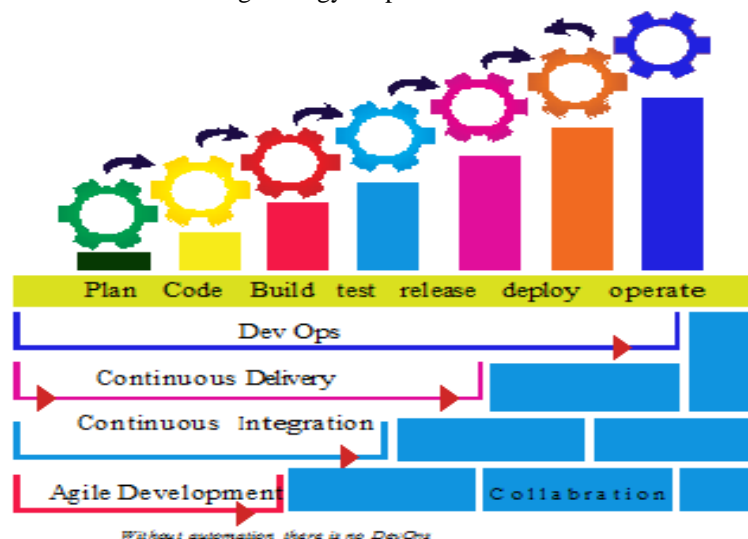 Plan Code Build test release deploy operate
Dev Ops
Continuous Delivery
Continuous Integration
Agile Development
Collabration
Without automation, there is no DevOps